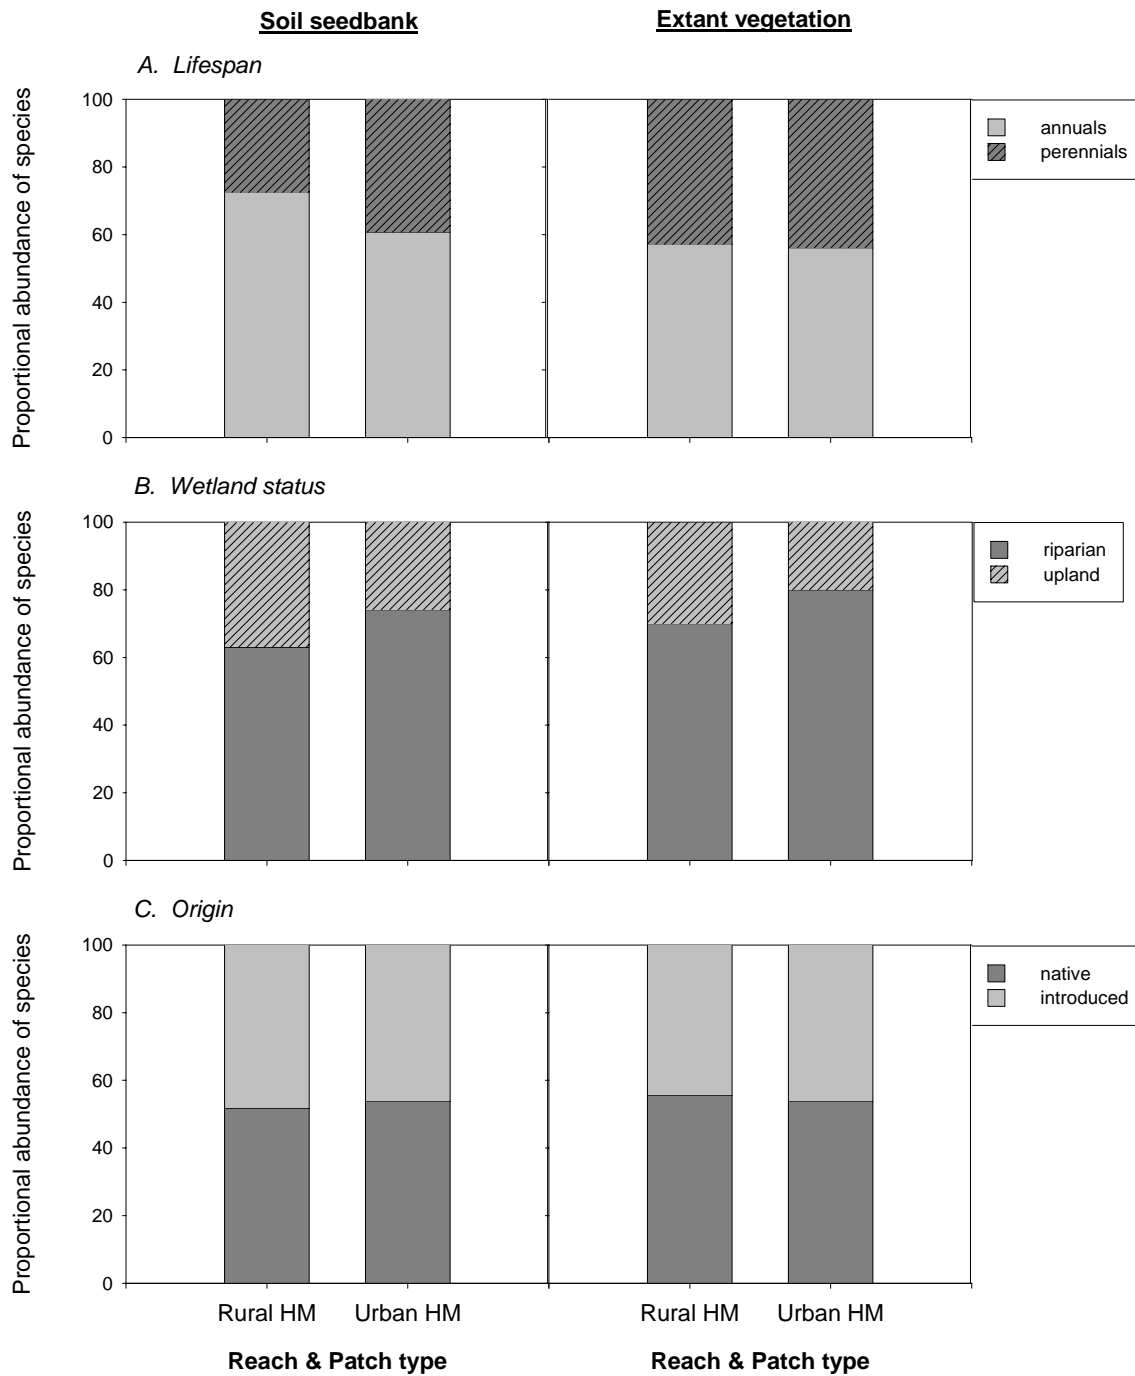 Soil seedbank
Extant vegetation
A. Lifespan
Proportional abundance of species
100
80
60
40
20
0
annuals
perennials
B. Wetland status
Proportional abundance of species
100
80
60
40
20
0
riparian
upland
C. Origin
Proportional abundance of species
100
80
60
40
20
0
native
introduced
Rural HM
Urban HM
Rural HM
Urban HM
Reach & Patch type
Reach & Patch type